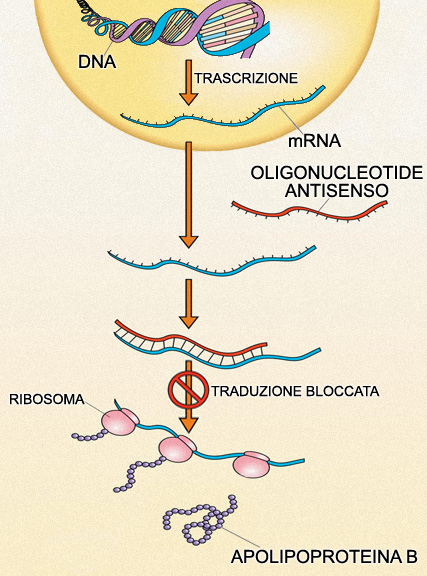 DNA
TRASCRIZIONE
mRNA
OLIGONUCLEOTIDE
ANTISENSO
TRADUZIONE BLOCCATA
RIBOSOMA
APOLIPOPROTEINA B